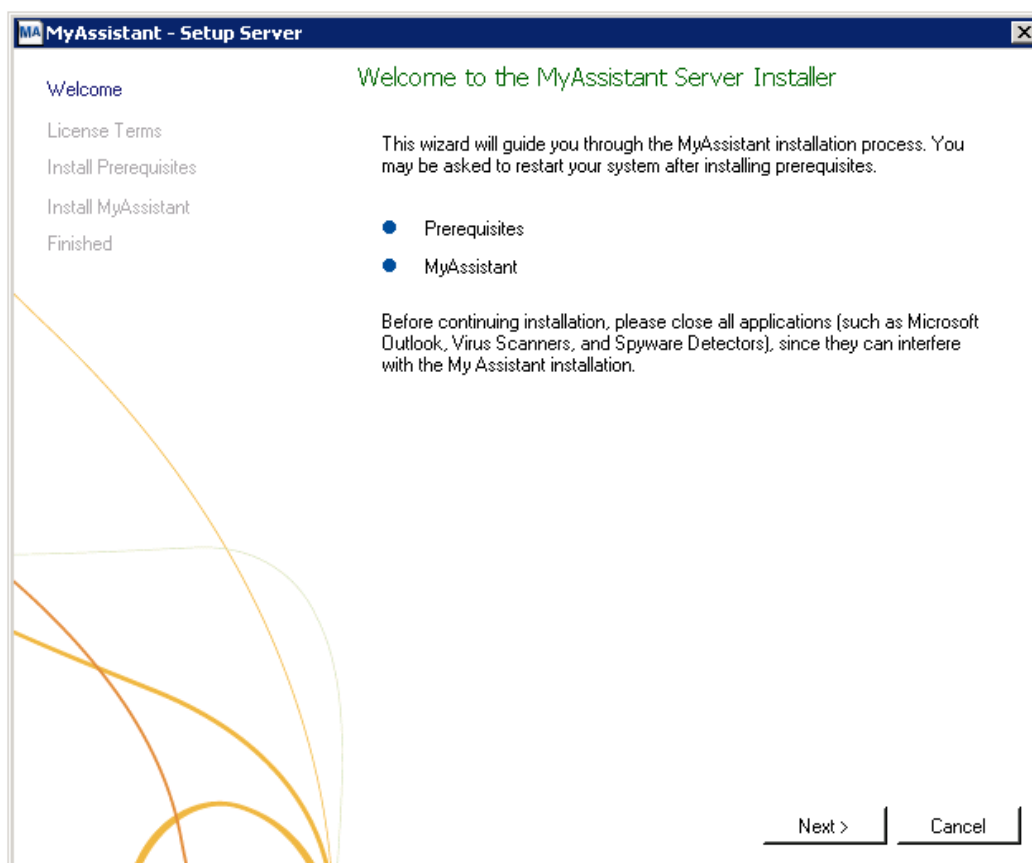 MA MyAssistant - Setup Server
Welcome
License Terms
Install Prerequisites
Install MyAssistant
Finished
Welcome to the MyAssistant Server Installer
This wizard will guide you through the MyAssistant installation process. You
may be asked to restart your system after installing prerequisites.
Prerequisites
MyAssistant
Before continuing installation, please close all applications (such as Microsoft
Outlook, Virus Scanners, and Spyware Detectors), since they can interfere
with the My Assistant installation.
Next >
Cancel